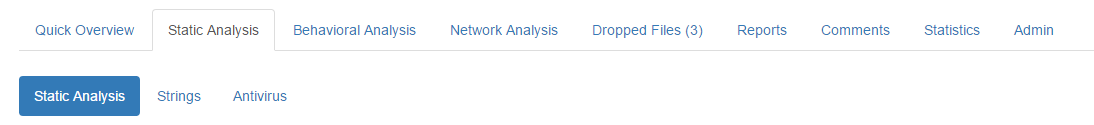 Quick Overview Static Analysis Behavioral Analysis Network Analysis Dropped Files (3) Reports Comments Statistics Admin
Static Analysis Strings Antivirus